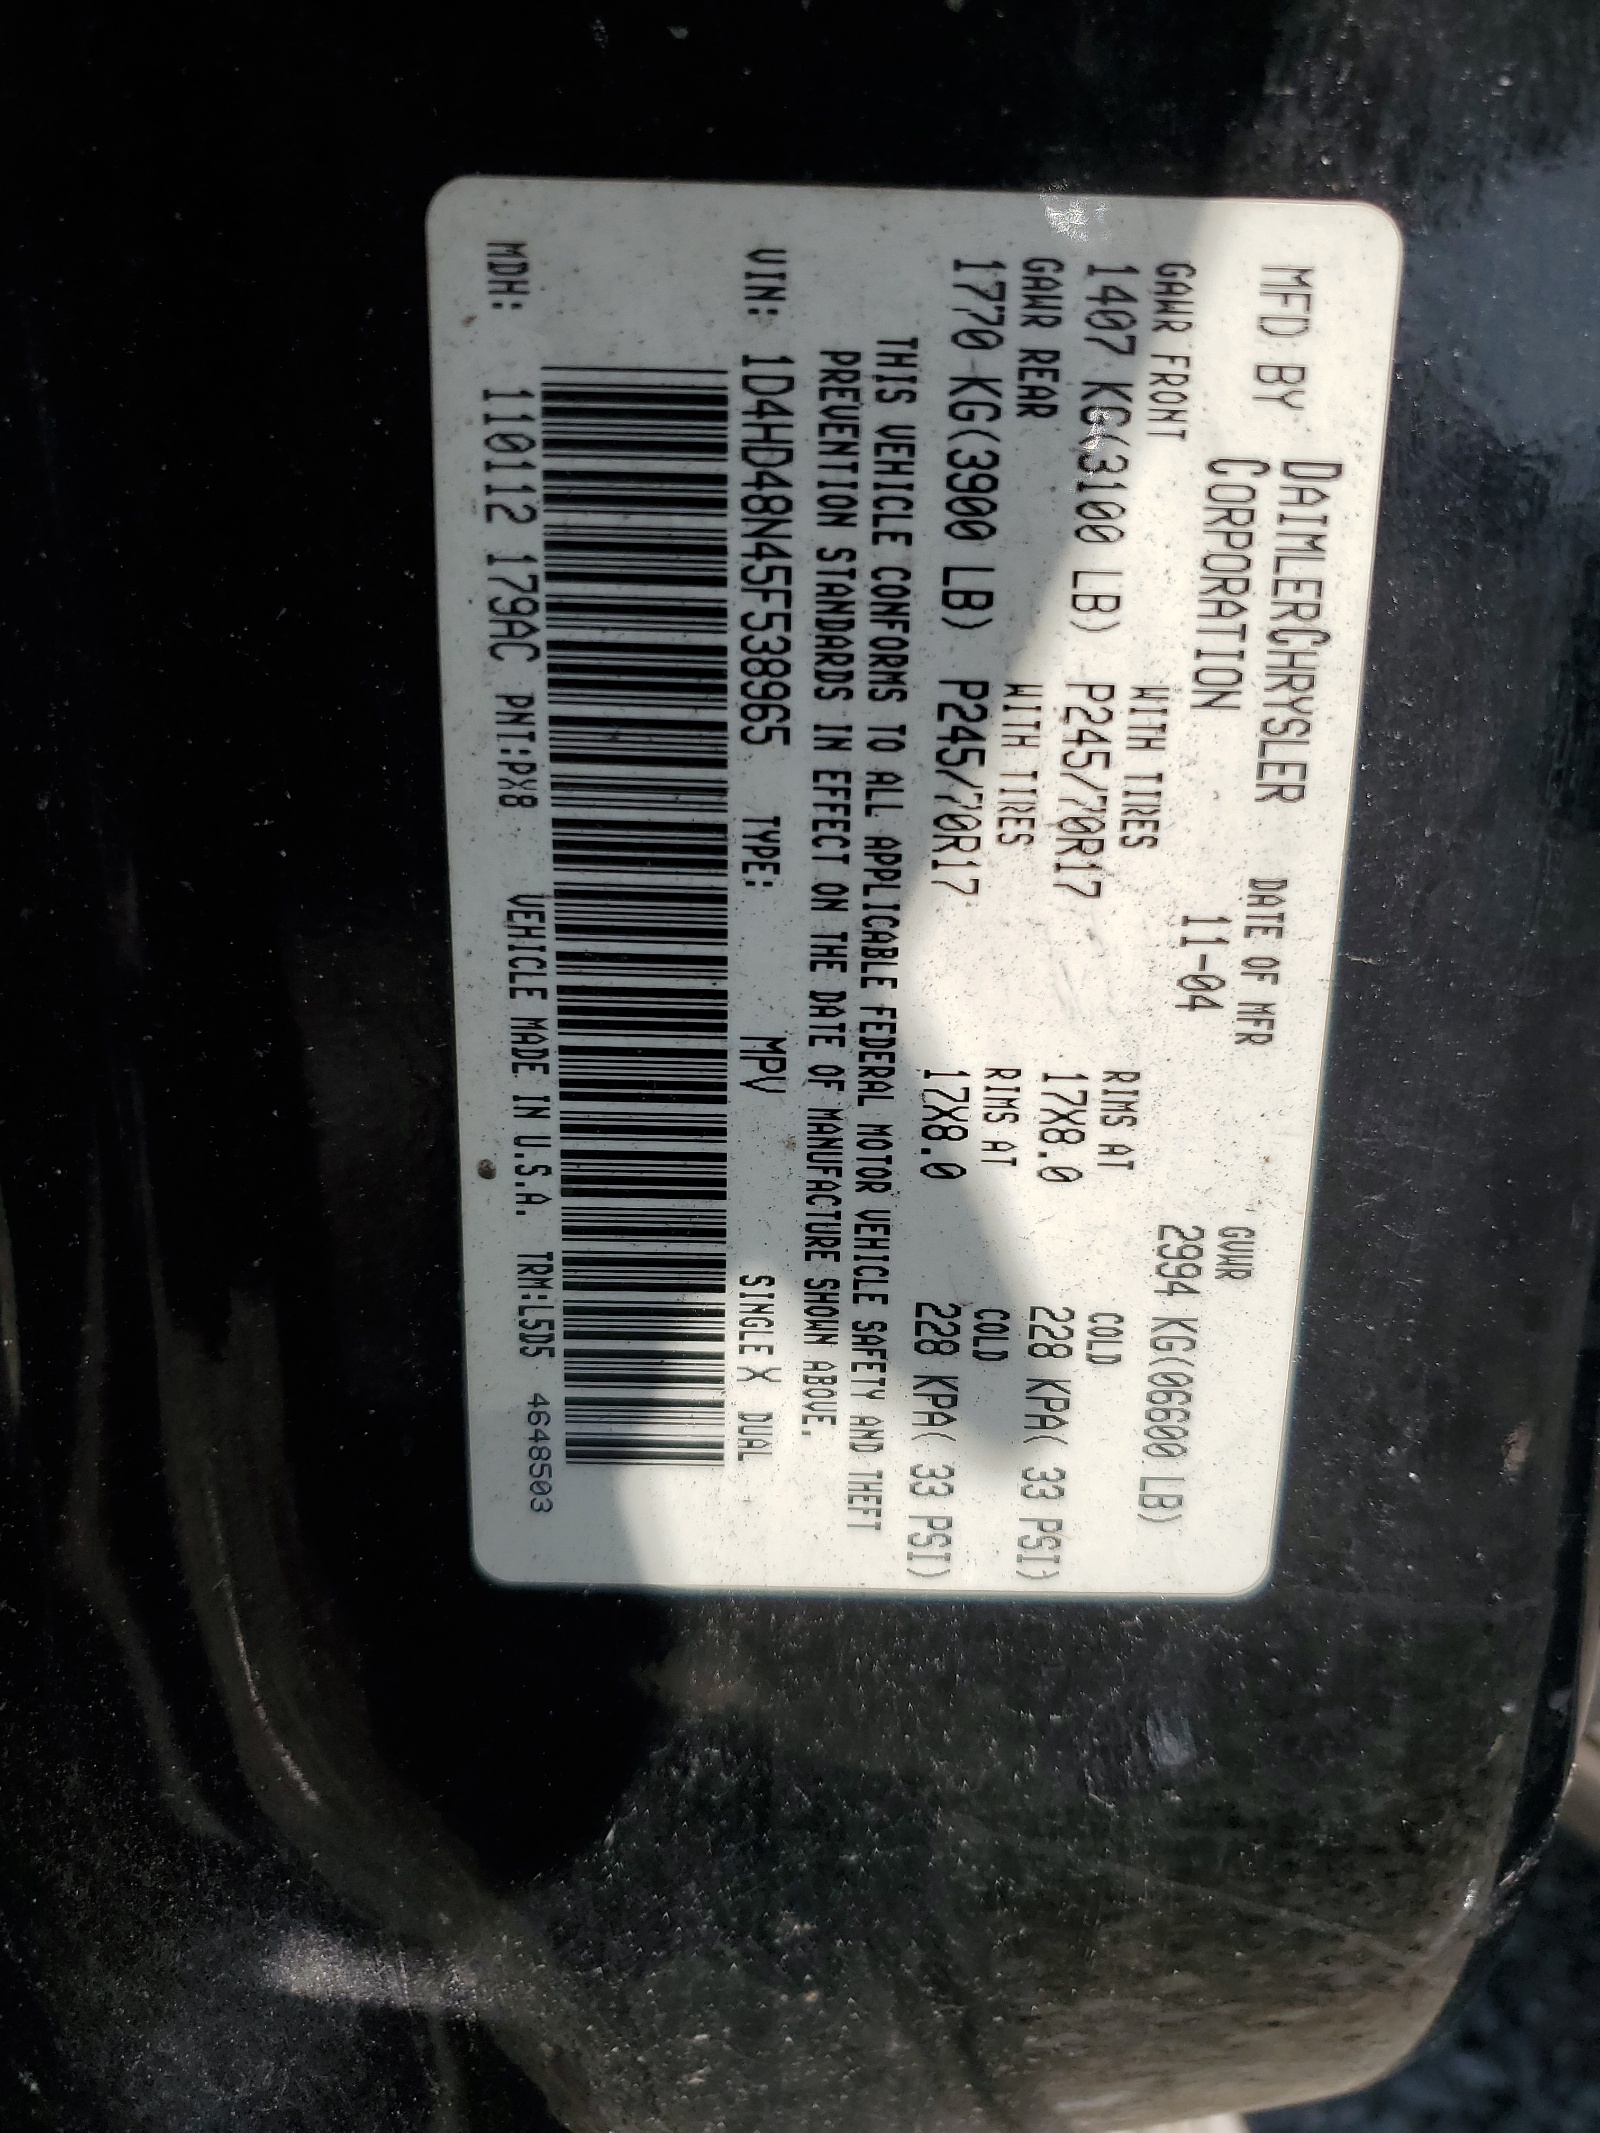 MFD BY DAIMLERCHRYSLER CORPORATION
DATE OF MFR 11-04
GVWR 2994 KG(06600 LB)
GAWR FRONT WITH TIRES RIMS AT COLD
1407 KG(3100 LB) P245/70R17 17X8.0 228 KPA( 33 PSI)
GAWR REAR WITH TIRES RIMS AT COLD
1770 KG(3900 LB) P245/70R17 17X8.0 228 KPA( 33 PSI)
THIS VEHICLE CONFORMS TO ALL APPLICABLE FEDERAL MOTOR VEHICLE SAFETY AND THEFT
PREVENTION STANDARDS IN EFFECT ON THE DATE OF MANUFACTURE SHOWN ABOVE.
VIN: 1D4HD48N45F538965 TYPE: MPV SINGLE X DUAL
MDH: 110112 179AC PNT:PX8 VEHICLE MADE IN U.S.A. TRM:L5D5 4648503